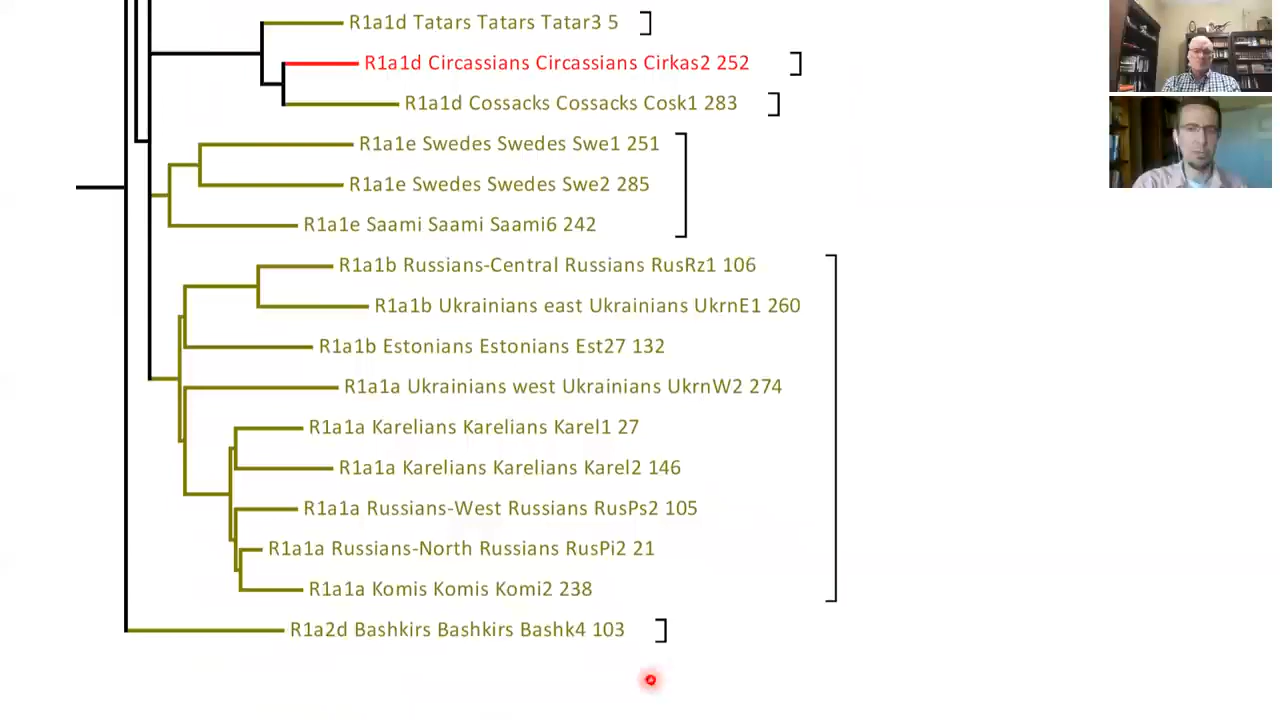 R1a1d Tatars Tatars Tatar3 5
R1a1d Circassians Circassians Cirkas2 252
R1a1d Cossacks Cossacks Cosk1 283
R1a1e Swedes Swedes Swe1 251
R1a1e Swedes Swedes Swe2 285
R1a1e Saami Saami Saami6 242
R1a1b Russians-Central Russians RusRz1 106
R1a1b Ukrainians east Ukrainians UkrnE1 260
R1a1b Estonians Estonians Est27 132
R1a1a Ukrainians west Ukrainians UkrnW2 274
R1a1a Karelians Karelians Karel1 27
R1a1a Karelians Karelians Karel2 146
R1a1a Russians-West Russians RusPs2 105
R1a1a Russians-North Russians RusPi2 21
R1a1a Komis Komis Komi2 238
R1a2d Bashkirs Bashkirs Bashk4 103